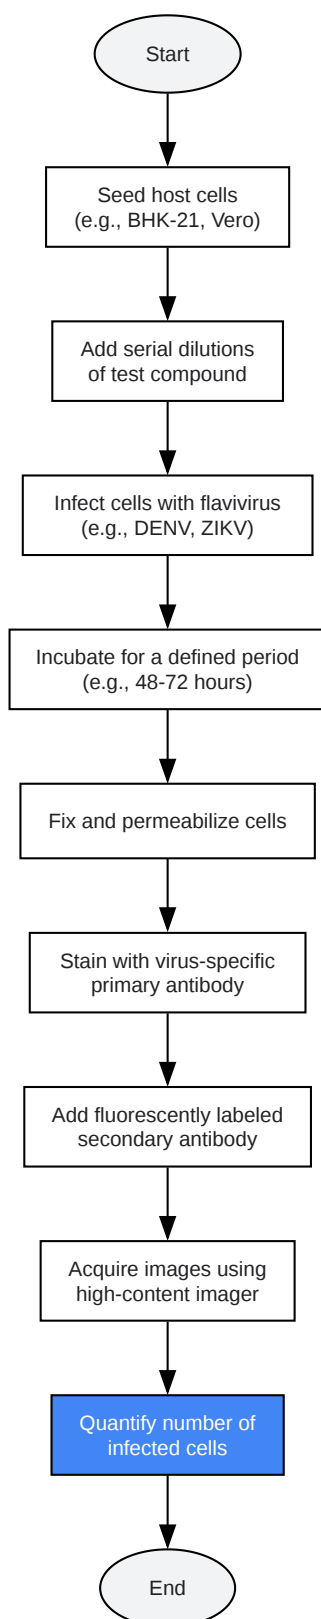 Start
Seed host cells
(e.g., BHK-21, Vero)
Add serial dilutions
of test compound
Infect cells with flavivirus
(e.g., DENV, ZIKV)
Incubate for a defined period
(e.g., 48-72 hours)
Fix and permeabilize cells
Stain with virus-specific
primary antibody
Add fluorescently labeled
secondary antibody
Acquire images using
high-content imager
Quantify number of
infected cells
End